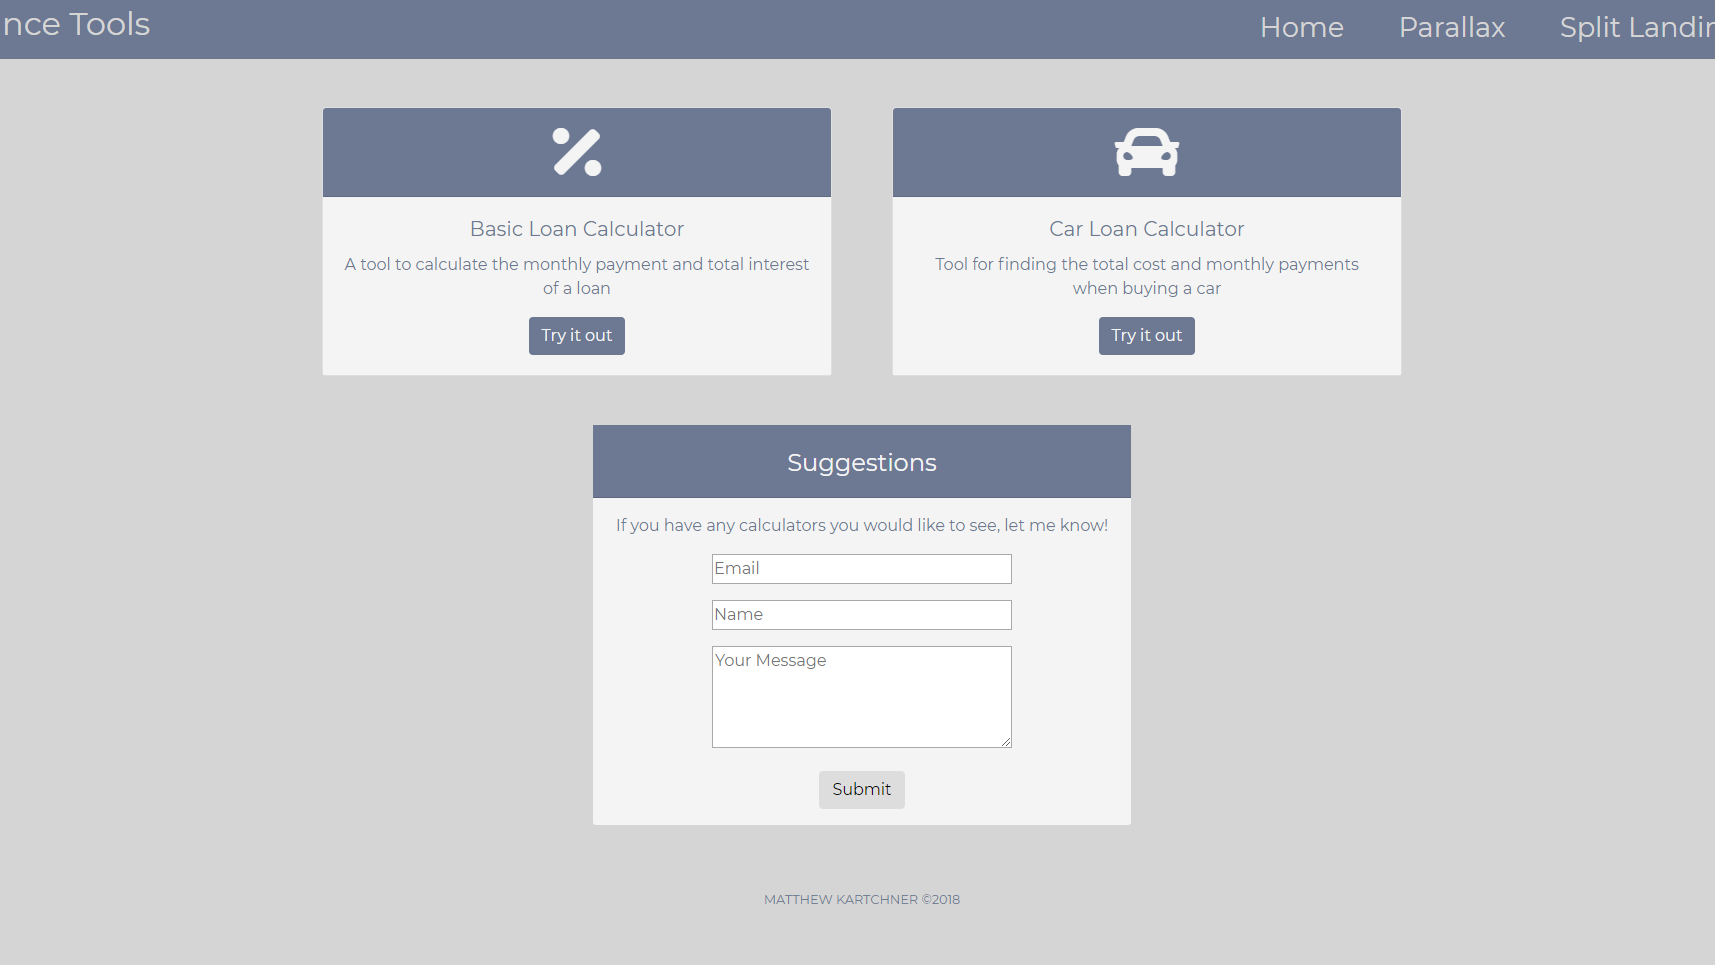 nce Tools
Home Parallax Split Landin
Basic Loan Calculator
A tool to calculate the monthly payment and total interest
of a loan
Try it out
Car Loan Calculator
Tool for finding the total cost and monthly payments
when buying a car
Try it out
Suggestions
If you have any calculators you would like to see, let me know!
Email
Name
Your Message
Submit
MATTHEW KARTCHNER ©2018